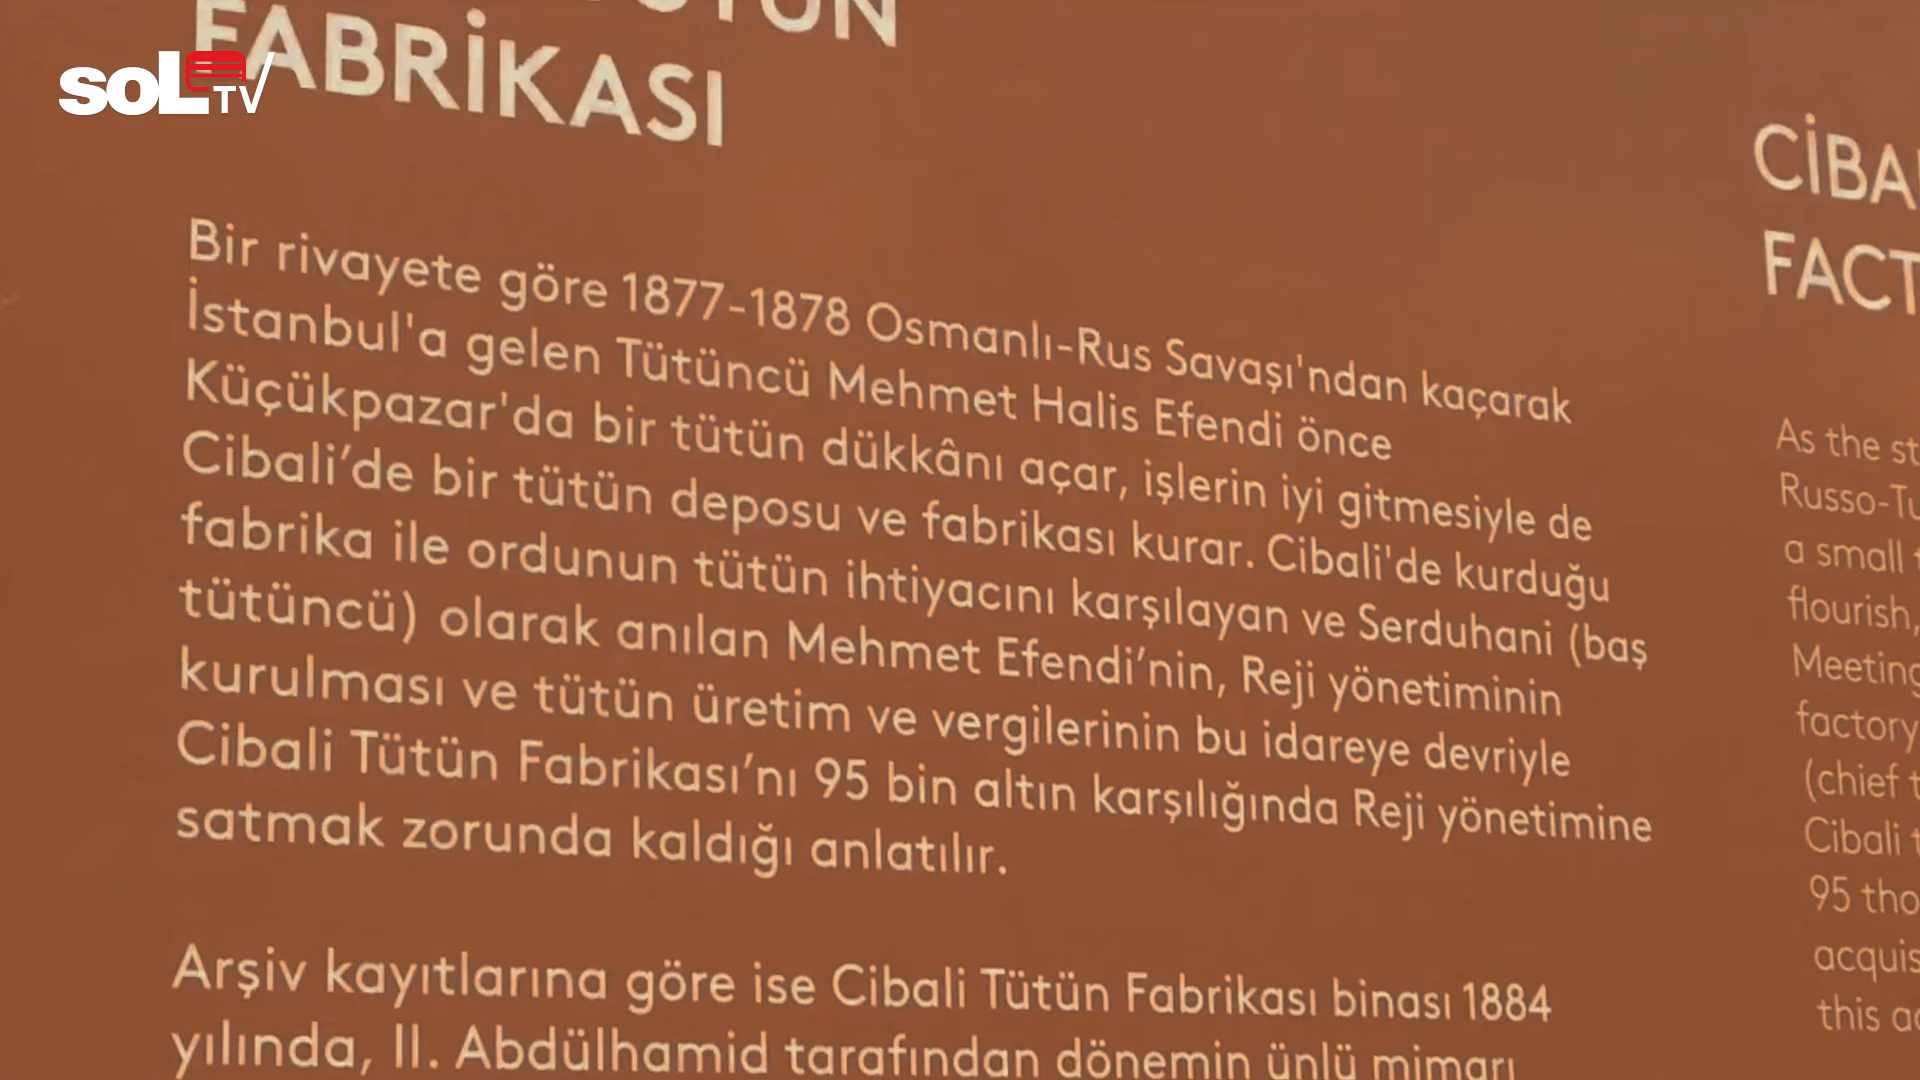 TÜTÜN
FABRİKASI
soL TV
Bir rivayete göre 1877-1878 Osmanlı-Rus Savaşı'ndan kaçarak
İstanbul'a gelen Tütüncü Mehmet Halis Efendi önce
Küçükpazar'da bir tütün dükkânı açar, işlerin iyi gitmesiyle de
Cibali’de bir tütün deposu ve fabrikası kurar. Cibali'de kurduğu
fabrika ile ordunun tütün ihtiyacını karşılayan ve Serduhani (baş
tütüncü) olarak anılan Mehmet Efendi’nin, Reji yönetiminin
kurulması ve tütün üretim ve vergilerinin bu idareye devriyle
Cibali Tütün Fabrikası’nı 95 bin altın karşılığında Reji yönetimine
satmak zorunda kaldığı anlatılır.
Arşiv kayıtlarına göre ise Cibali Tütün Fabrikası binası 1884
yılında, II. Abdülhamid tarafından dönemin ünlü mimarı
CİBA
FACT
As the st
Russo-Tu
a small
flourish,
Meeting
factory
(chief t
Cibali t
95 tho
acquis
this ac